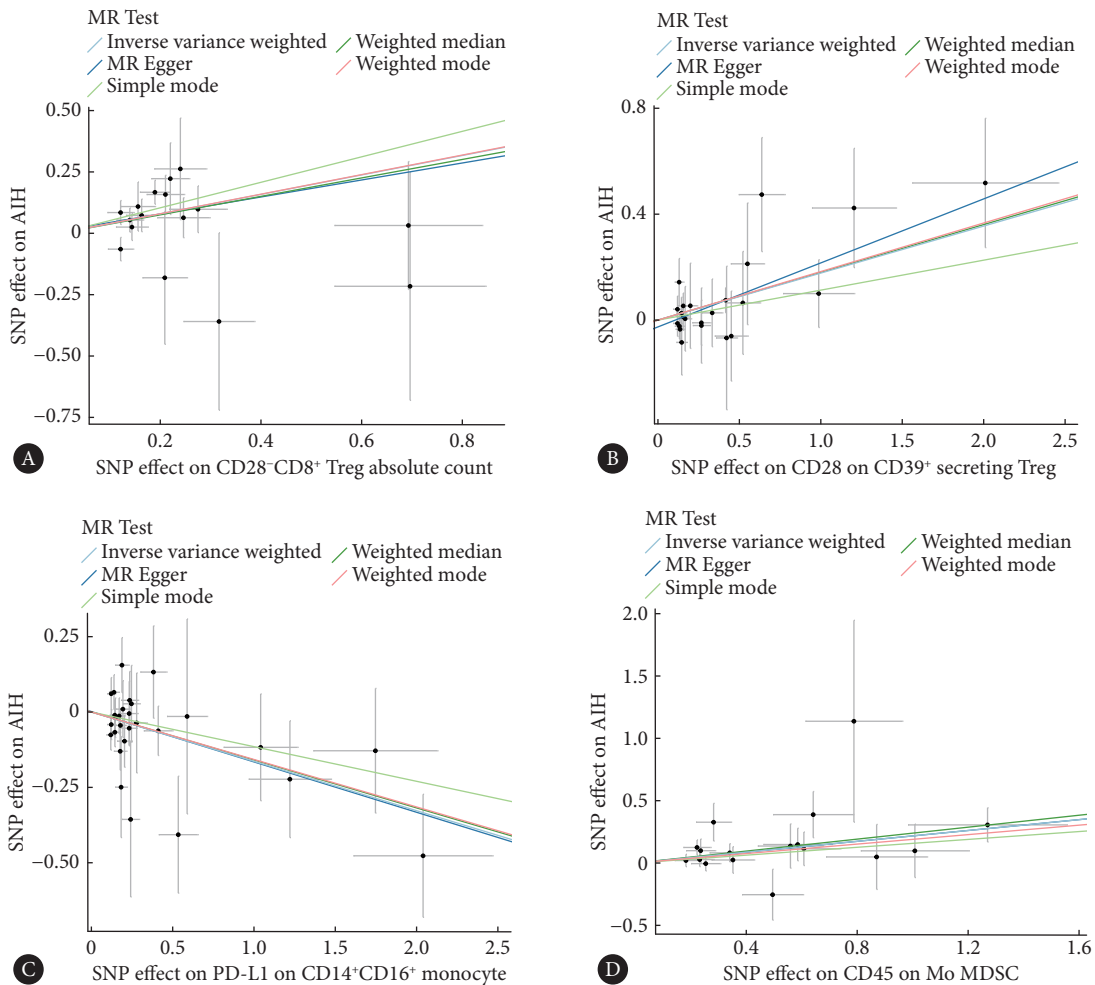 MR Test
Inverse variance weighted
Weighted median
MR Egger
Weighted mode
Simple mode
0.50
0.25
0
−0.25
−0.50
−0.75
SNP effect on AIH
0.2
0.4
0.6
0.8
A
SNP effect on CD28⁻CD8⁺ Treg absolute count
MR Test
Inverse variance weighted
Weighted median
MR Egger
Weighted mode
Simple mode
0.8
0.4
0
SNP effect on AIH
0
0.5
1.0
1.5
2.0
2.5
B
SNP effect on CD28 on CD39⁺ secreting Treg
MR Test
Inverse variance weighted
Weighted median
MR Egger
Weighted mode
Simple mode
0.25
0
−0.25
−0.50
SNP effect on AIH
0
0.5
1.0
1.5
2.0
2.5
C
SNP effect on PD-L1 on CD14⁺CD16⁺ monocyte
MR Test
Inverse variance weighted
Weighted median
MR Egger
Weighted mode
Simple mode
2.0
1.5
1.0
0.5
0
−0.5
SNP effect on AIH
0.4
0.8
1.2
1.6
D
SNP effect on CD45 on Mo MDSC